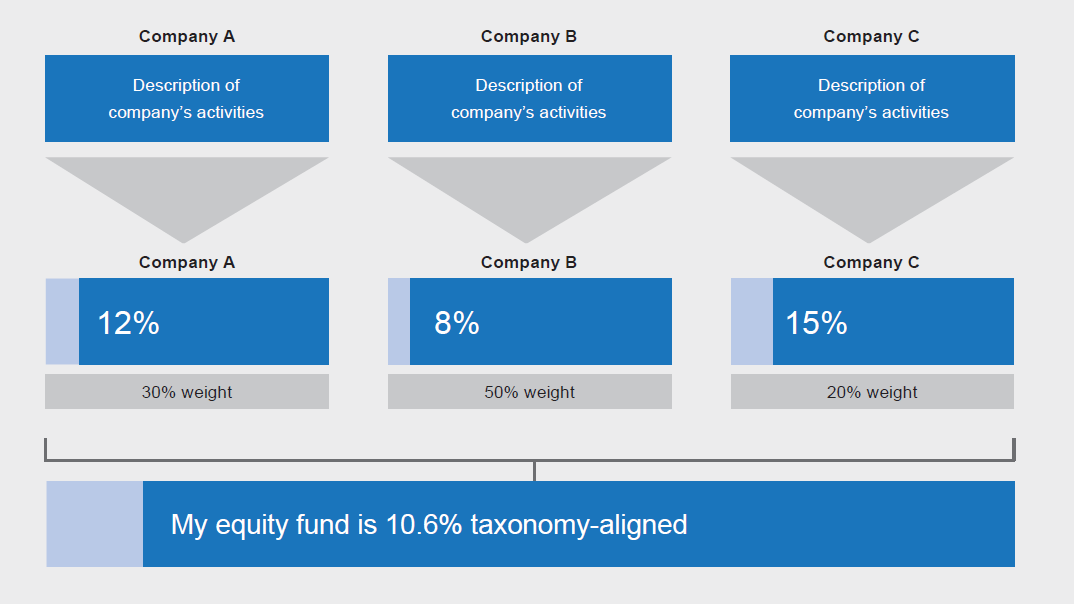 Company A
Company B
Company C
Description of
company’s activities
Description of
company’s activities
Description of
company’s activities
Company A
Company B
Company C
12%
8%
15%
30% weight
50% weight
20% weight
My equity fund is 10.6% taxonomy-aligned